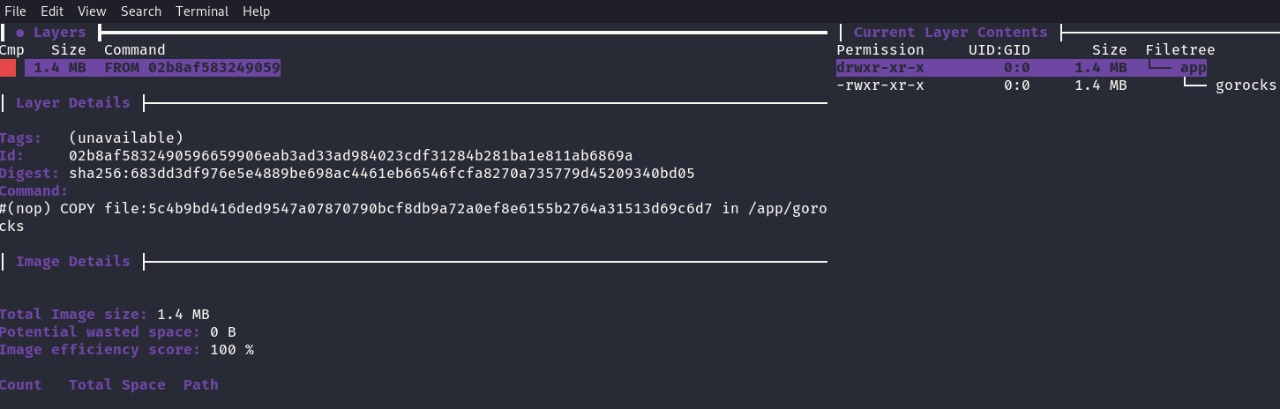 File Edit View Search Terminal Help
● Layers
Cmp Size Command
1.4 MB FROM 02b8af583249059
Layer Details
Tags: (unavailable)
Id: 02b8af5832490596659906eab3ad33ad984023cdf31284b281ba1e811ab6869a
Digest: sha256:683dd3df976e5e4889be698ac4461eb66546fcfa8270a735779d45209340bd05
Command:
#(nop) COPY file:5c4b9bd416ded9547a07870790bcf8db9a72a0ef8e6155b2764a31513d69c6d7 in /app/goro
cks
Image Details
Total Image size: 1.4 MB
Potential wasted space: 0 B
Image efficiency score: 100 %
Count Total Space Path
Current Layer Contents
Permission UID:GID Size Filetree
drwxr-xr-x 0:0 1.4 MB └── app
-rwxr-xr-x 0:0 1.4 MB └── gorocks